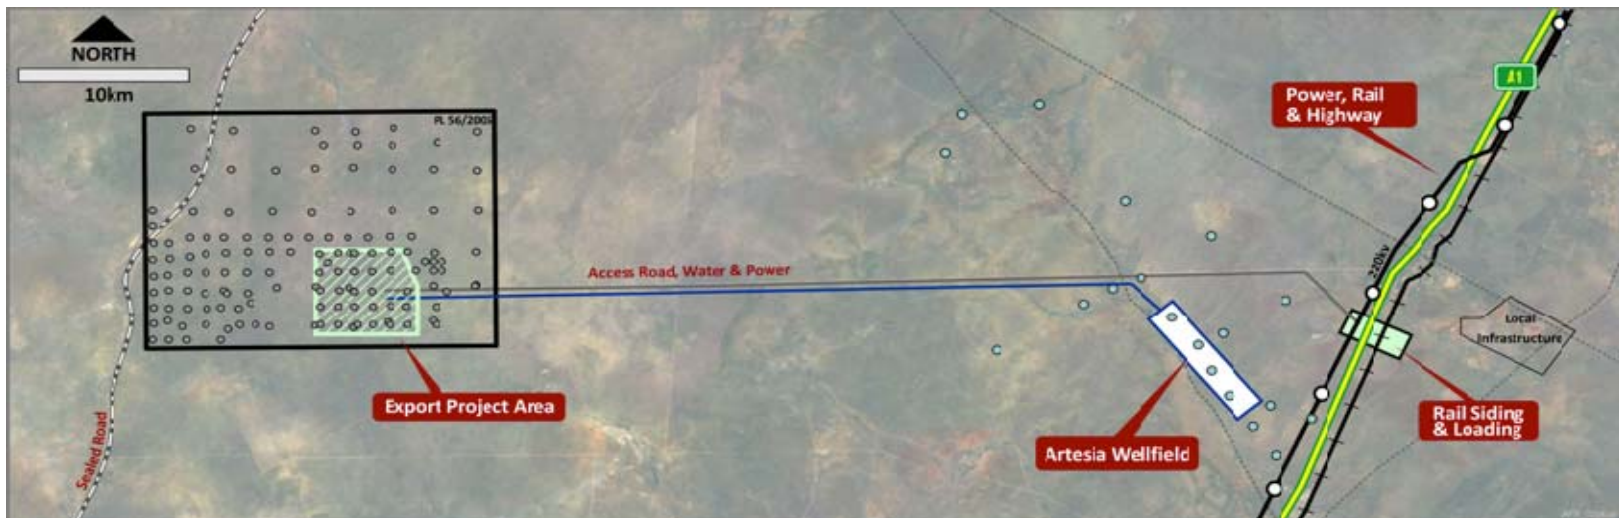 NORTH
10km
PL 56/2005
A1
Power, Rail
& Highway
220kv
Access Road, Water & Power
Local
Infrastructure
Export Project Area
Rail Siding
& Loading
Artesia Wellfield
Sealed Road